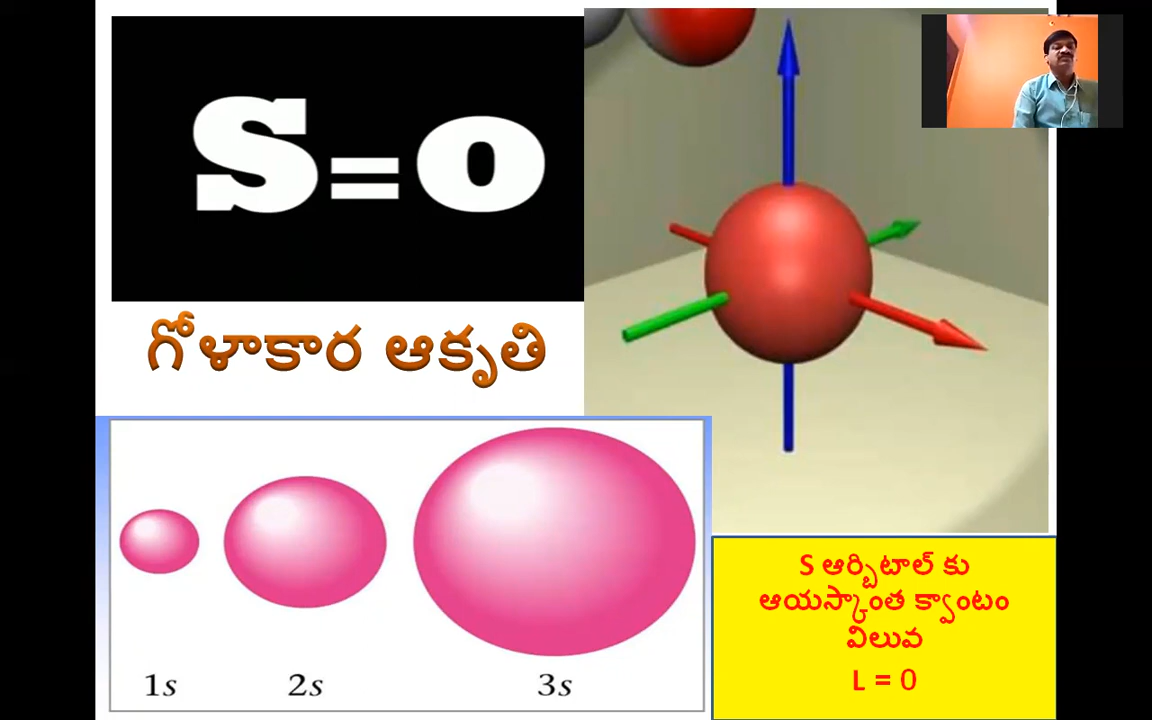 S=0
గోళాకార ఆకృతి
1s
2s
3s
S ఆర్బిటాల్ కు
ఆయస్కాంత క్వాంటం
విలువ
L = 0